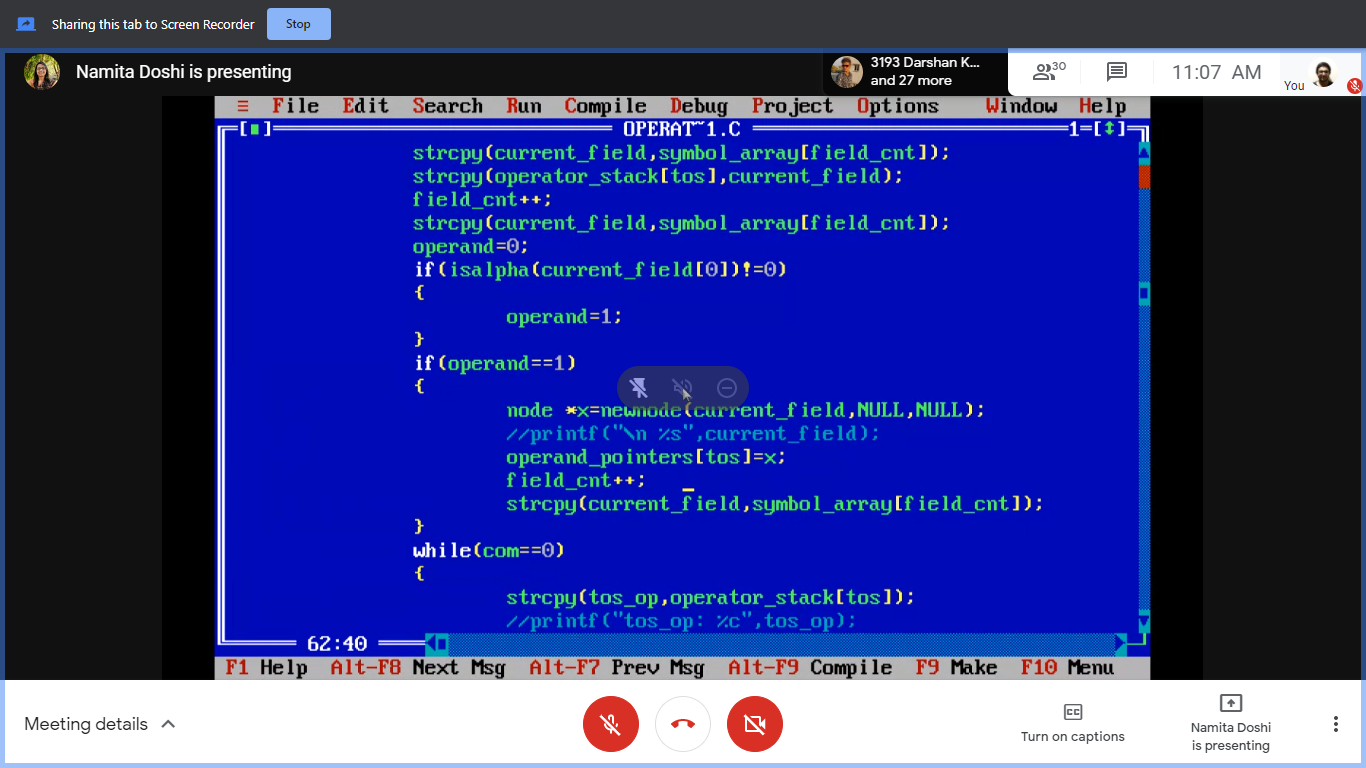 Sharing this tab to Screen Recorder Stop
Namita Doshi is presenting
3193 Darshan K...
and 27 more
30
11:07 AM
You
≡ File Edit Search Run Compile Debug Project Options Window Help
[■] OPERAT~1.C 1=[↕]
strcpy(current_field,symbol_array[field_cnt]);
strcpy(operator_stack[tos],current_field);
field_cnt++;
strcpy(current_field,symbol_array[field_cnt]);
operand=0;
if(isalpha(current_field[0])!=0)
{
operand=1;
}
if(operand==1)
{
node *x=newnode(current_field,NULL,NULL);
//printf("\n %s",current_field);
operand_pointers[tos]=x;
field_cnt++;
strcpy(current_field,symbol_array[field_cnt]);
}
while(com==0)
{
strcpy(tos_op,operator_stack[tos]);
//printf("tos_op: %c",tos_op);
62:40
F1 Help Alt-F8 Next Msg Alt-F7 Prev Msg Alt-F9 Compile F9 Make F10 Menu
Meeting details
CC
Turn on captions
Namita Doshi
is presenting